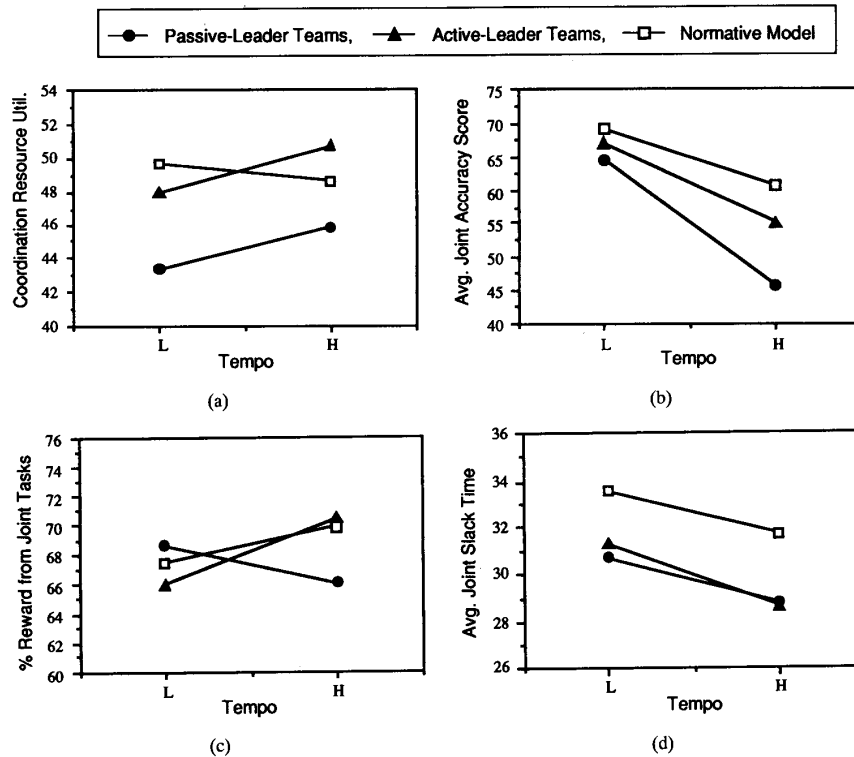 Passive-Leader Teams, Active-Leader Teams, Normative Model
Coordination Resource Util.
54
52
50
48
46
44
42
40
L H
Tempo
(a)
Avg. Joint Accuracy Score
75
70
65
60
55
50
45
40
L H
Tempo
(b)
% Reward from Joint Tasks
76
74
72
70
68
66
64
62
60
L H
Tempo
(c)
Avg. Joint Slack Time
36
34
32
30
28
26
L H
Tempo
(d)